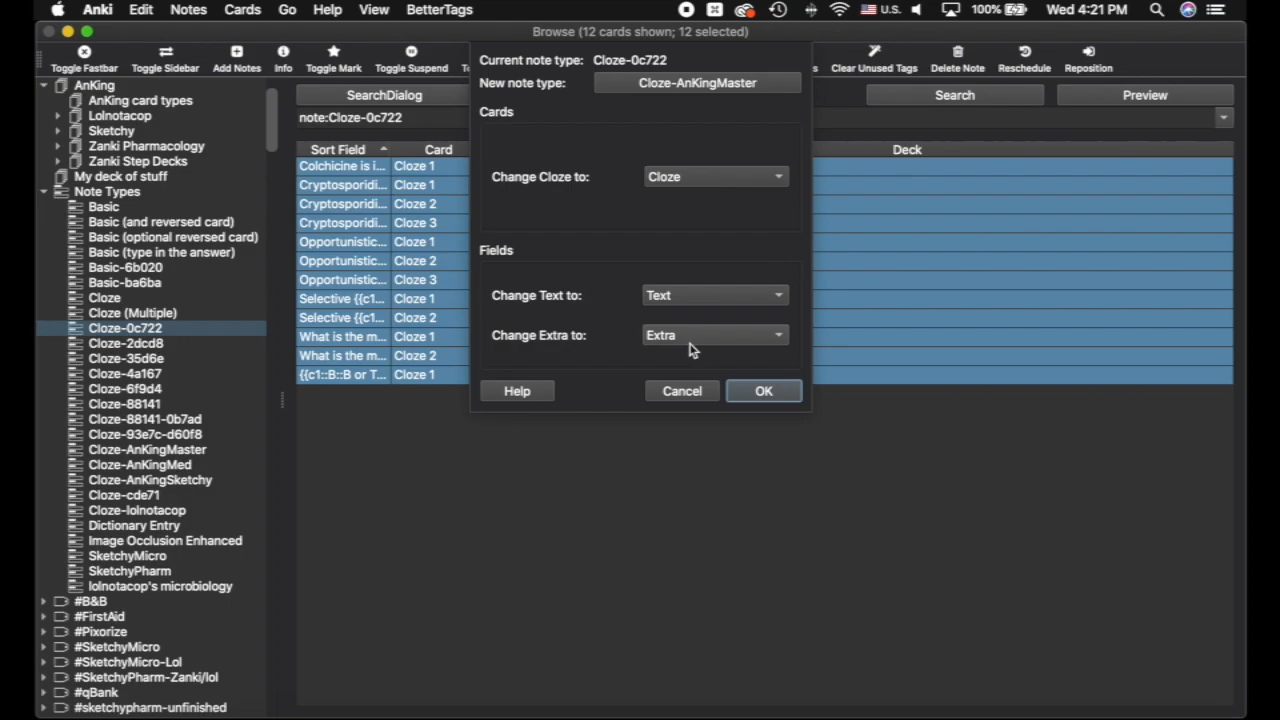 Anki Edit Notes Cards Go Help View BetterTags U.S. 100% Wed 4:21 PM
Browse (12 cards shown; 12 selected)
Toggle Fastbar Toggle Sidebar Add Notes Info Toggle Mark Toggle Suspend Clear Unused Tags Delete Note Reschedule Reposition
AnKing
AnKing card types
Lolnotacop
Sketchy
Zanki Pharmacology
Zanki Step Decks
My deck of stuff
Note Types
Basic
Basic (and reversed card)
Basic (optional reversed card)
Basic (type in the answer)
Basic-6b020
Basic-ba6ba
Cloze
Cloze (Multiple)
Cloze-0c722
Cloze-2dcd8
Cloze-35d6e
Cloze-4a167
Cloze-6f9d4
Cloze-88141
Cloze-88141-0b7ad
Cloze-93e7c-d60f8
Cloze-AnKingMaster
Cloze-AnKingMed
Cloze-AnKingSketchy
Cloze-cde71
Cloze-lolnotacop
Dictionary Entry
Image Occlusion Enhanced
SketchyMicro
SketchyPharm
lolnotacop's microbiology
#B&B
#FirstAid
#Pixorize
#SketchyMicro
#SketchyMicro-Lol
#SketchyPharm-Zanki/lol
#qBank
#sketchypharm-unfinished
SearchDialog Search Preview
note:Cloze-0c722
Sort Field Card Deck
Colchicine is i... Cloze 1
Cryptosporidi... Cloze 1
Cryptosporidi... Cloze 2
Cryptosporidi... Cloze 3
Opportunistic... Cloze 1
Opportunistic... Cloze 2
Opportunistic... Cloze 3
Selective {{c1... Cloze 1
Selective {{c1... Cloze 2
What is the m... Cloze 1
What is the m... Cloze 2
{{c1::B::B or T... Cloze 1
Current note type: Cloze-0c722
New note type: Cloze-AnKingMaster
Cards
Change Cloze to: Cloze
Fields
Change Text to: Text
Change Extra to: Extra
Help Cancel OK